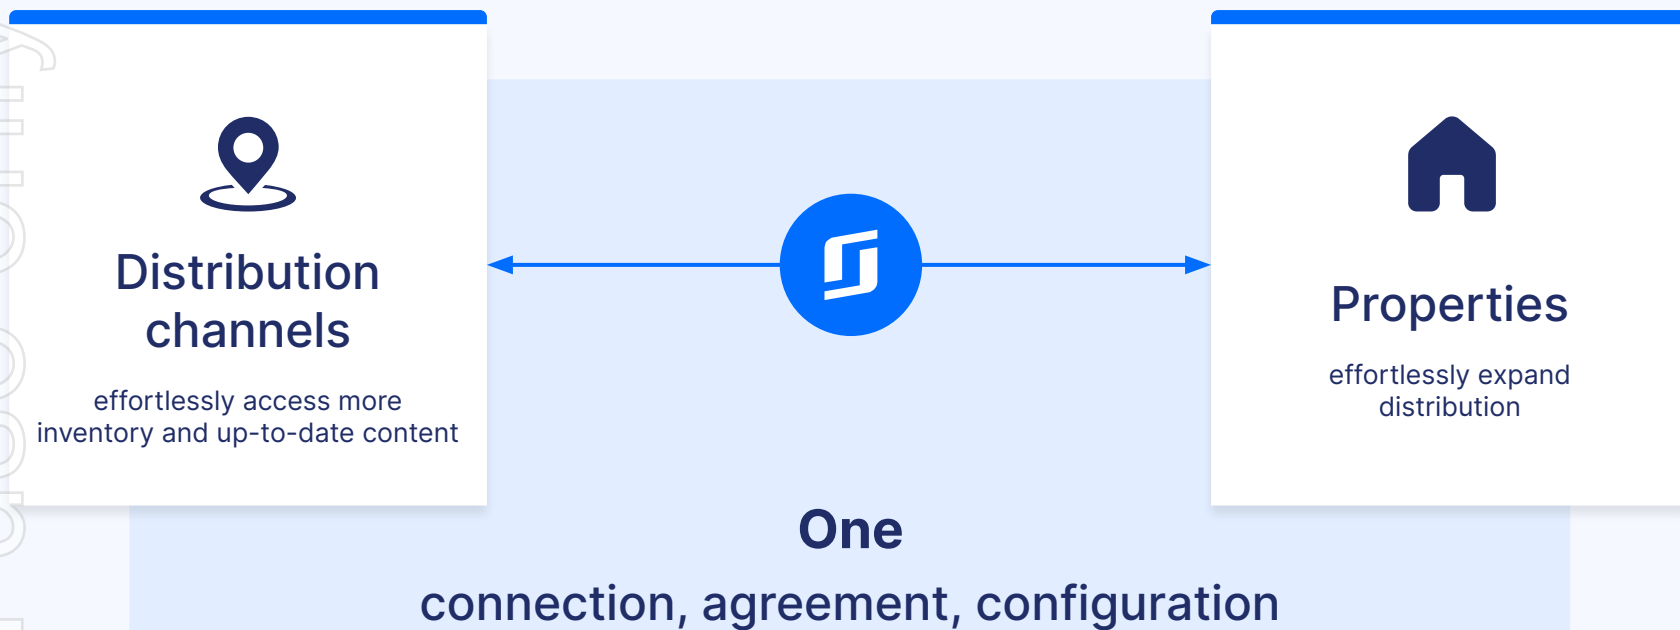 Distribution
channels
effortlessly access more
inventory and up-to-date content
Properties
effortlessly expand
distribution
One
connection, agreement, configuration